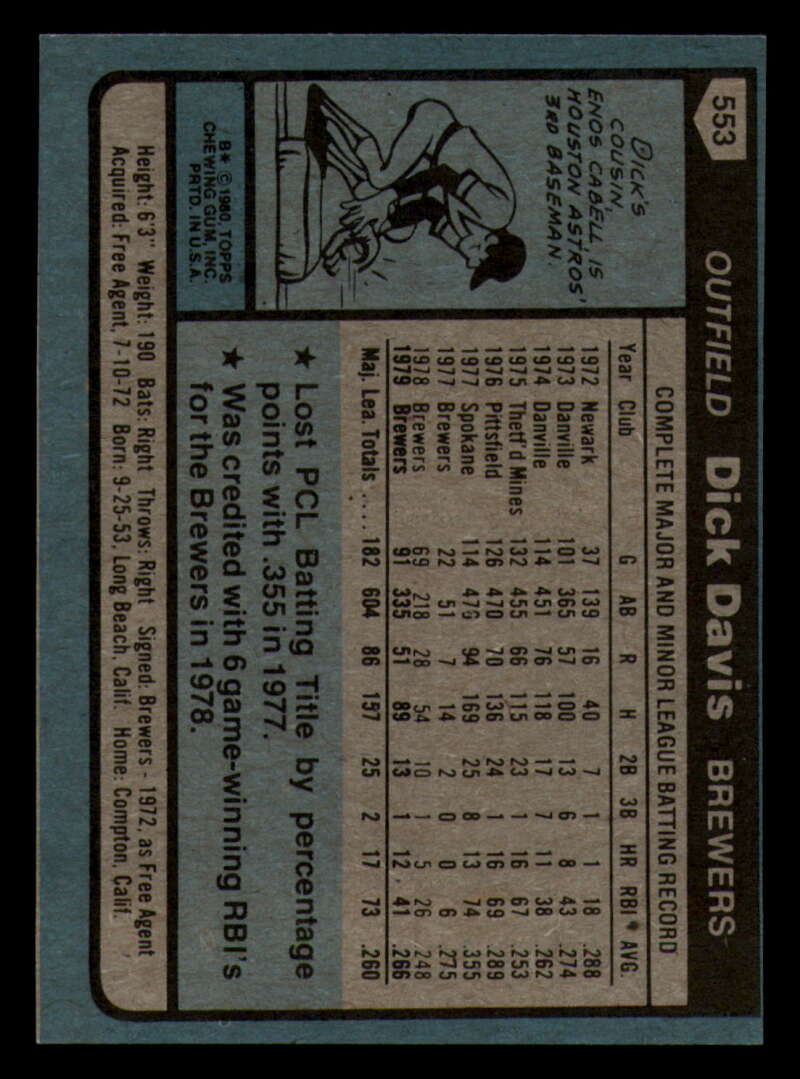 553
OUTFIELD Dick Davis BREWERS
DICK'S
COUSIN,
ENOS CABELL, IS
HOUSTON ASTROS'
3RD BASEMAN.
B* © 1980, TOPPS
CHEWING GUM, INC.
PRTD. IN U.S.A.
COMPLETE MAJOR AND MINOR LEAGUE BATTING RECORD
Year Club G AB R H 2B 3B HR RBI* AVG.
1972 Newark 37 139 16 40 7 1 1 18 .288
1973 Danville 101 365 57 100 13 6 8 43 .274
1974 Danville 114 451 76 118 17 7 11 38 .262
1975 Thetf'd Mines 132 455 66 115 23 1 16 67 .253
1976 Pittsfield 126 470 70 136 24 1 16 69 .289
1977 Spokane 114 476 94 169 25 8 13 74 .355
1977 Brewers 22 51 7 14 2 0 0 6 .275
1978 Brewers 69 218 28 54 10 1 5 26 .248
1979 Brewers 91 335 51 89 13 1 12 41 .266
Maj. Lea. Totals .... 182 604 86 157 25 2 17 73 .260
★ Lost PCL Batting Title by percentage
points with .355 in 1977.
★ Was credited with 6 game-winning RBI's
for the Brewers in 1978.
Height: 6'3" Weight: 190 Bats: Right Throws: Right Signed: Brewers - 1972, as Free Agent
Acquired: Free Agent, 7-10-72 Born: 9-25-53, Long Beach, Calif. Home: Compton, Calif.